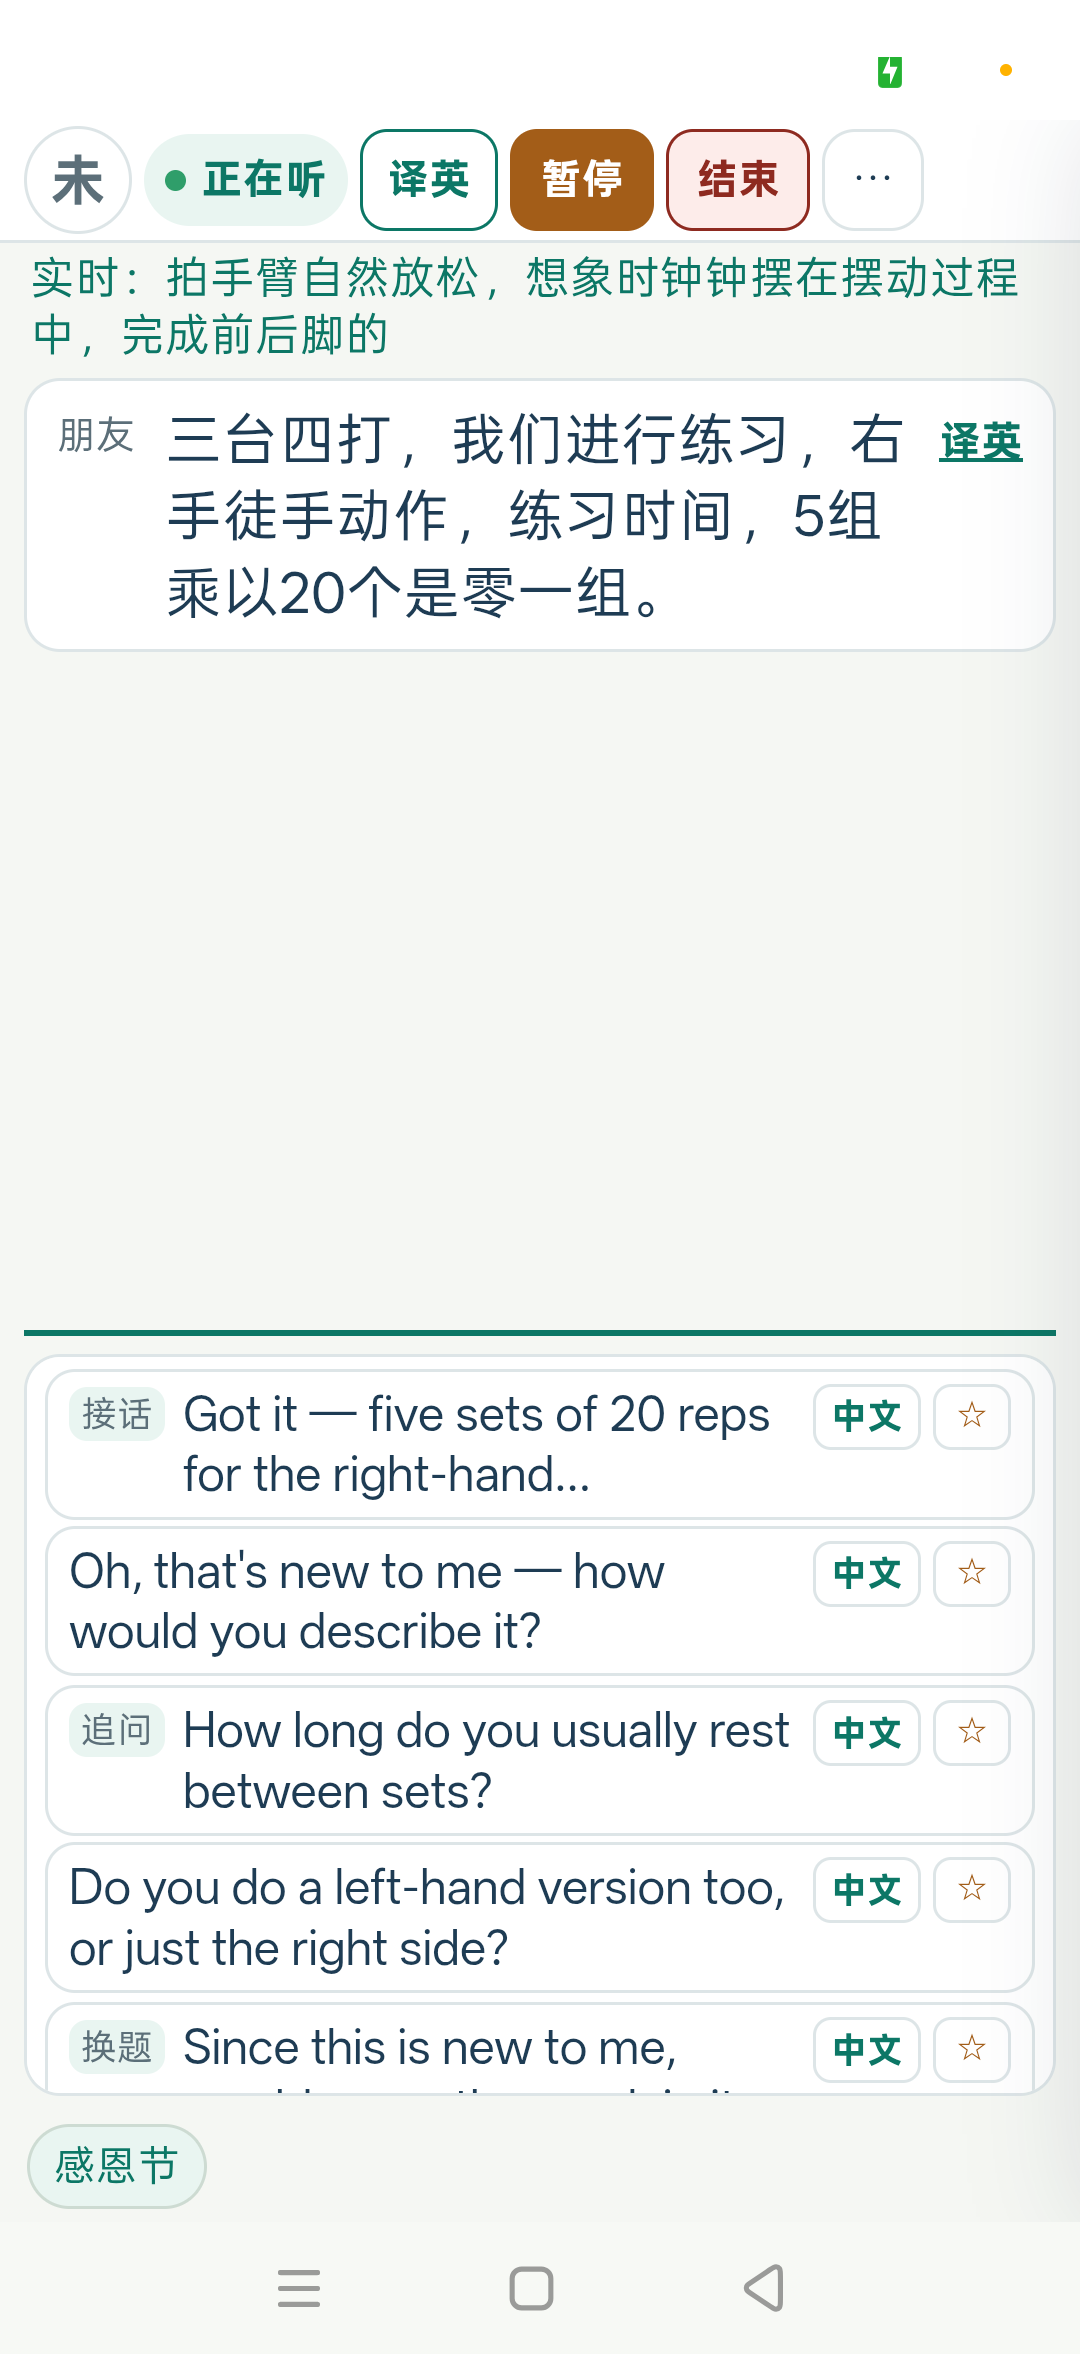 未 正在听 译英 暂停 结束 ...
实时：拍手臂自然放松，想象时钟钟摆在摆动过程
中，完成前后脚的
朋友 三台四打，我们进行练习，右 译英
手徒手动作，练习时间，5组
乘以20个是零一组。
接话 Got it — five sets of 20 reps 中文 ☆
for the right-hand...
Oh, that's new to me — how 中文 ☆
would you describe it?
追问 How long do you usually rest 中文 ☆
between sets?
Do you do a left-hand version too, 中文 ☆
or just the right side?
换题 Since this is new to me, 中文 ☆
感恩节